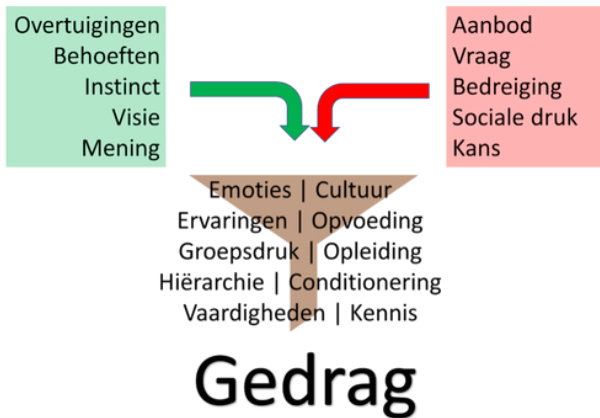 Overtuigingen
Behoeften
Instinct
Visie
Mening
Aanbod
Vraag
Bedreiging
Sociale druk
Kans
Emoties | Cultuur
Ervaringen | Opvoeding
Groepsdruk | Opleiding
Hiërarchie | Conditionering
Vaardigheden | Kennis
Gedrag